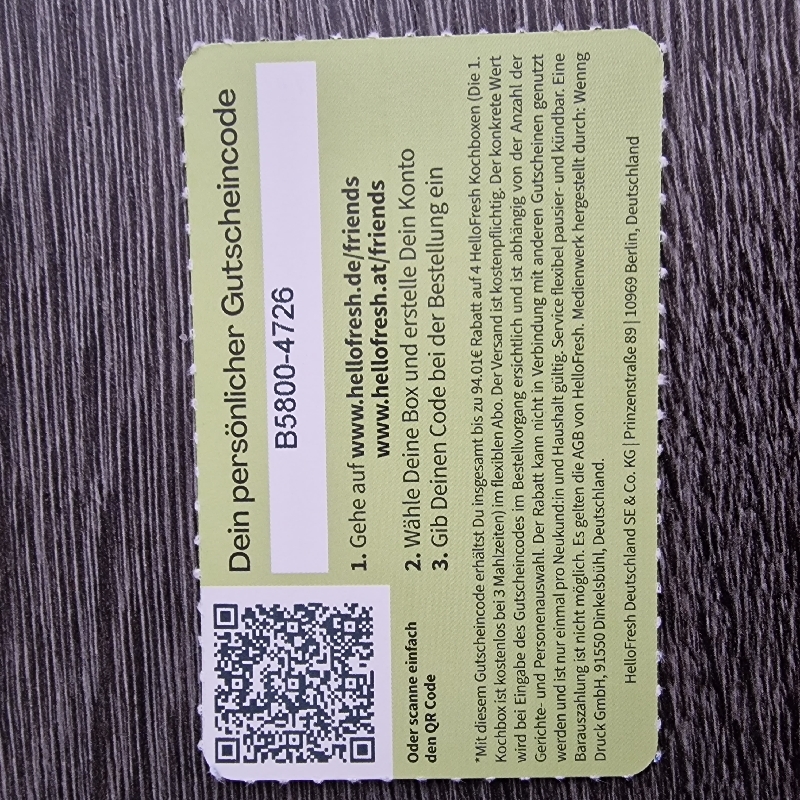 Dein persönlicher Gutscheincode
B5800-4726
1. Gehe auf www.hellofresh.de/friends
www.hellofresh.at/friends
2. Wähle Deine Box und erstelle Dein Konto
3. Gib Deinen Code bei der Bestellung ein
Oder scanne einfach
den QR Code
*Mit diesem Gutscheincode erhältst Du insgesamt bis zu 94.01€ Rabatt auf 4 HelloFresh Kochboxen (Die 1.
Kochbox ist kostenlos bei 3 Mahlzeiten) im flexiblen Abo. Der Versand ist kostenpflichtig. Der konkrete Wert
wird bei Eingabe des Gutscheincodes im Bestellvorgang ersichtlich und ist abhängig von der Anzahl der
Gerichte- und Personenauswahl. Der Rabatt kann nicht in Verbindung mit anderen Gutscheinen genutzt
werden und ist nur einmal pro Neukund:in und Haushalt gültig. Service flexibel pausier- und kündbar. Eine
Barauszahlung ist nicht möglich. Es gelten die AGB von HelloFresh. Medienwerk hergestellt durch: Wenng
Druck GmbH, 91550 Dinkelsbühl, Deutschland.
HelloFresh Deutschland SE & Co. KG | Prinzenstraße 89 | 10969 Berlin, Deutschland